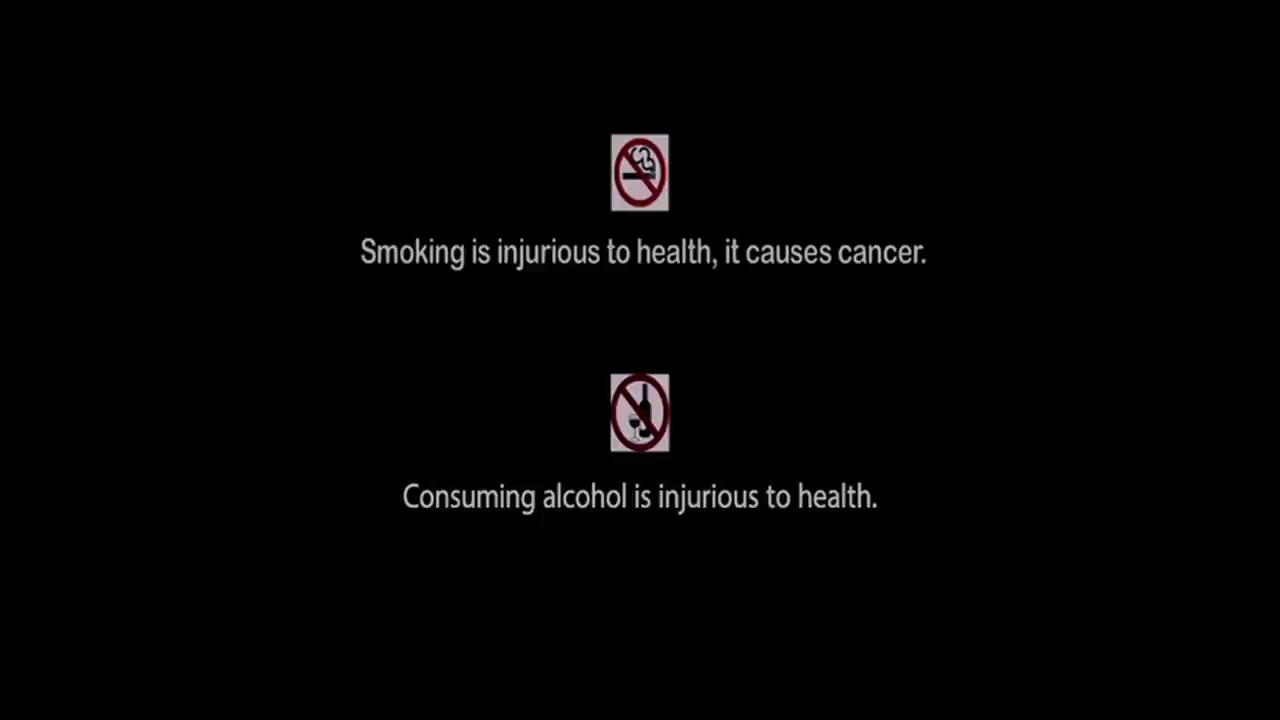 Smoking is injurious to health, it causes cancer.
Consuming alcohol is injurious to health.